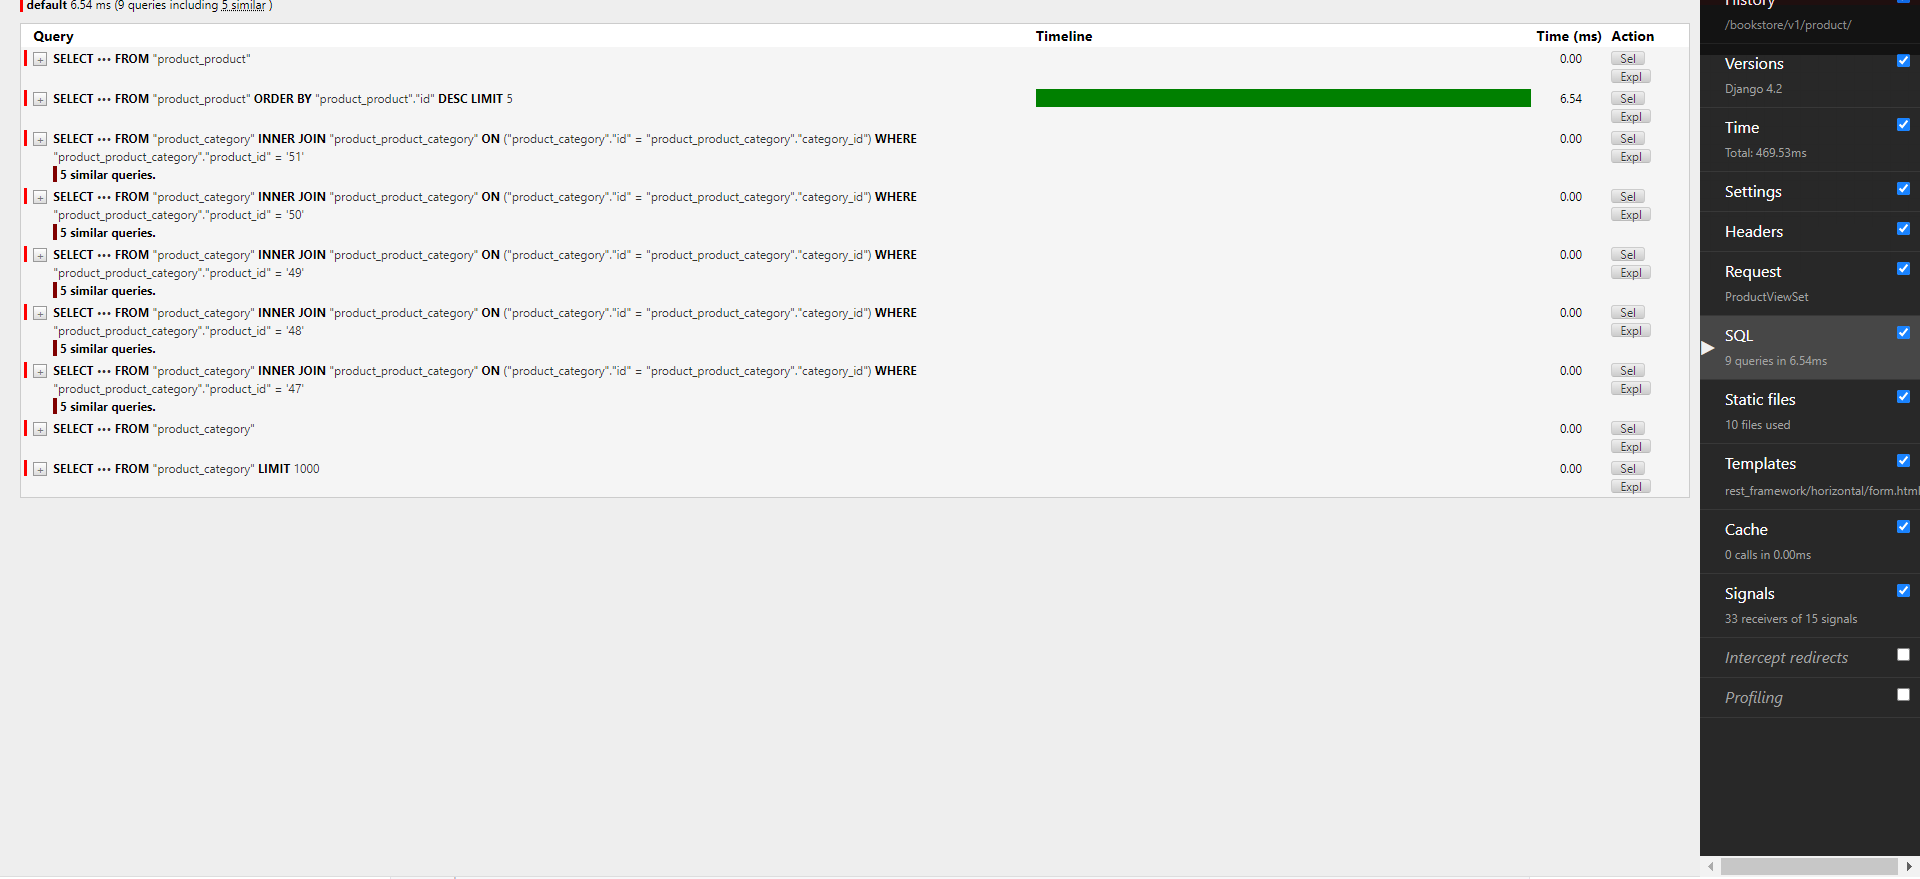 default 6.54 ms (9 queries including 5 similar )
Query Timeline Time (ms) Action
+ SELECT ••• FROM "product_product" 0.00 Sel
Expl
+ SELECT ••• FROM "product_product" ORDER BY "product_product"."id" DESC LIMIT 5 6.54 Sel
Expl
+ SELECT ••• FROM "product_category" INNER JOIN "product_product_category" ON ("product_category"."id" = "product_product_category"."category_id") WHERE 0.00 Sel
"product_product_category"."product_id" = '51' Expl
5 similar queries.
+ SELECT ••• FROM "product_category" INNER JOIN "product_product_category" ON ("product_category"."id" = "product_product_category"."category_id") WHERE 0.00 Sel
"product_product_category"."product_id" = '50' Expl
5 similar queries.
+ SELECT ••• FROM "product_category" INNER JOIN "product_product_category" ON ("product_category"."id" = "product_product_category"."category_id") WHERE 0.00 Sel
"product_product_category"."product_id" = '49' Expl
5 similar queries.
+ SELECT ••• FROM "product_category" INNER JOIN "product_product_category" ON ("product_category"."id" = "product_product_category"."category_id") WHERE 0.00 Sel
"product_product_category"."product_id" = '48' Expl
5 similar queries.
+ SELECT ••• FROM "product_category" INNER JOIN "product_product_category" ON ("product_category"."id" = "product_product_category"."category_id") WHERE 0.00 Sel
"product_product_category"."product_id" = '47' Expl
5 similar queries.
+ SELECT ••• FROM "product_category" 0.00 Sel
Expl
+ SELECT ••• FROM "product_category" LIMIT 1000 0.00 Sel
Expl
History
/bookstore/v1/product/
Versions
Django 4.2
Time
Total: 469.53ms
Settings
Headers
Request
ProductViewSet
SQL
9 queries in 6.54ms
Static files
10 files used
Templates
rest_framework/horizontal/form.html
Cache
0 calls in 0.00ms
Signals
33 receivers of 15 signals
Intercept redirects
Profiling